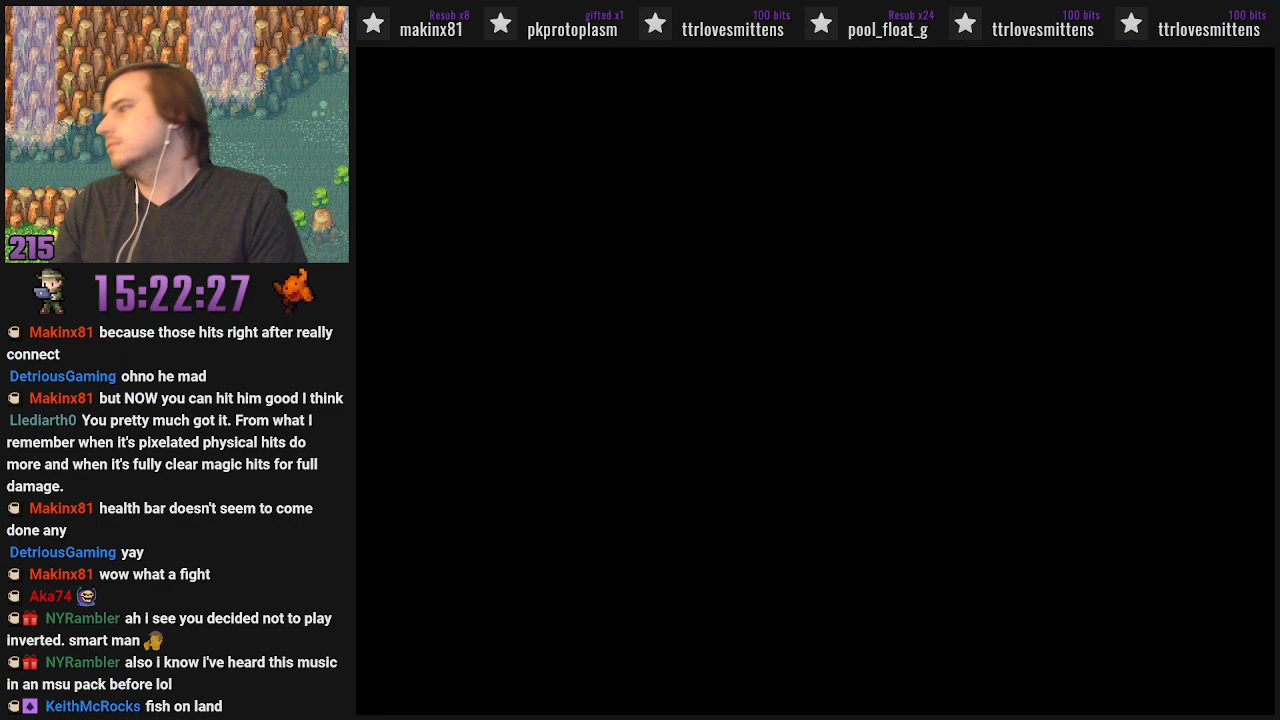 Resub x8
makinx81
gifted x1
pkprotoplasm
100 bits
ttrlovesmittens
Resub x24
pool_float_g
100 bits
ttrlovesmittens
100 bits
ttrlovesmittens
215
15:22:27
Makinx81 because those hits right after really
connect
DetriousGaming ohno he mad
Makinx81 but NOW you can hit him good I think
Llediarth0 You pretty much got it. From what I
remember when it's pixelated physical hits do
more and when it's fully clear magic hits for full
damage.
Makinx81 health bar doesn't seem to come
done any
DetriousGaming yay
Makinx81 wow what a fight
Aka74
NYRambler ah i see you decided not to play
inverted. smart man
NYRambler also i know i've heard this music
in an msu pack before lol
KeithMcRocks fish on land